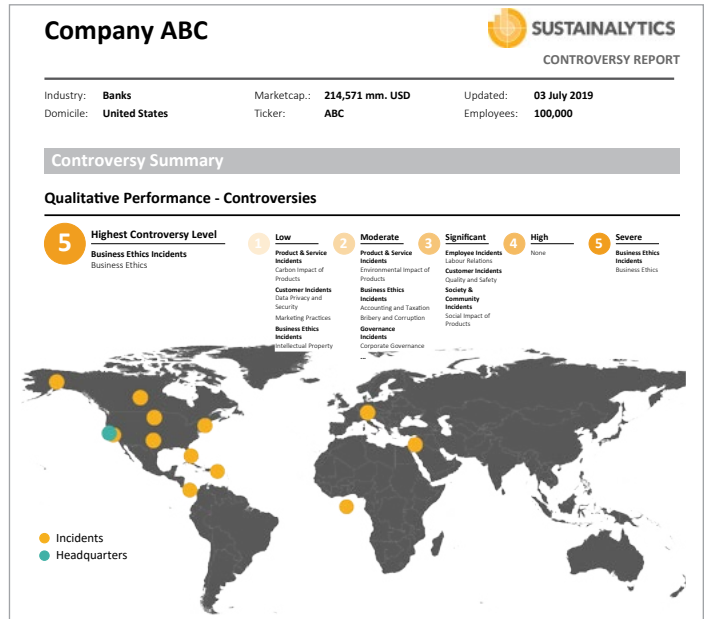 Company ABC
SUSTAINALYTICS
CONTROVERSY REPORT
Industry: Banks
Marketcap.: 214,571 mm. USD
Updated: 03 July 2019
Domicile: United States
Ticker: ABC
Employees: 100,000
Controversy Summary
Qualitative Performance - Controversies
5
Highest Controversy Level
Business Ethics Incidents
Business Ethics
1
Low
Product & Service
Incidents
Carbon Impact of
Products
Customer Incidents
Data Privacy and
Security
Marketing Practices
Business Ethics
Incidents
Intellectual Property
2
Moderate
Product & Service
Incidents
Environmental Impact of
Products
Business Ethics
Incidents
Accounting and Taxation
Bribery and Corruption
Governance
Incidents
Corporate Governance
...
3
Significant
Employee Incidents
Labour Relations
Customer Incidents
Quality and Safety
Society &
Community
Incidents
Social Impact of
Products
4
High
None
5
Severe
Business Ethics
Incidents
Business Ethics
Incidents
Headquarters